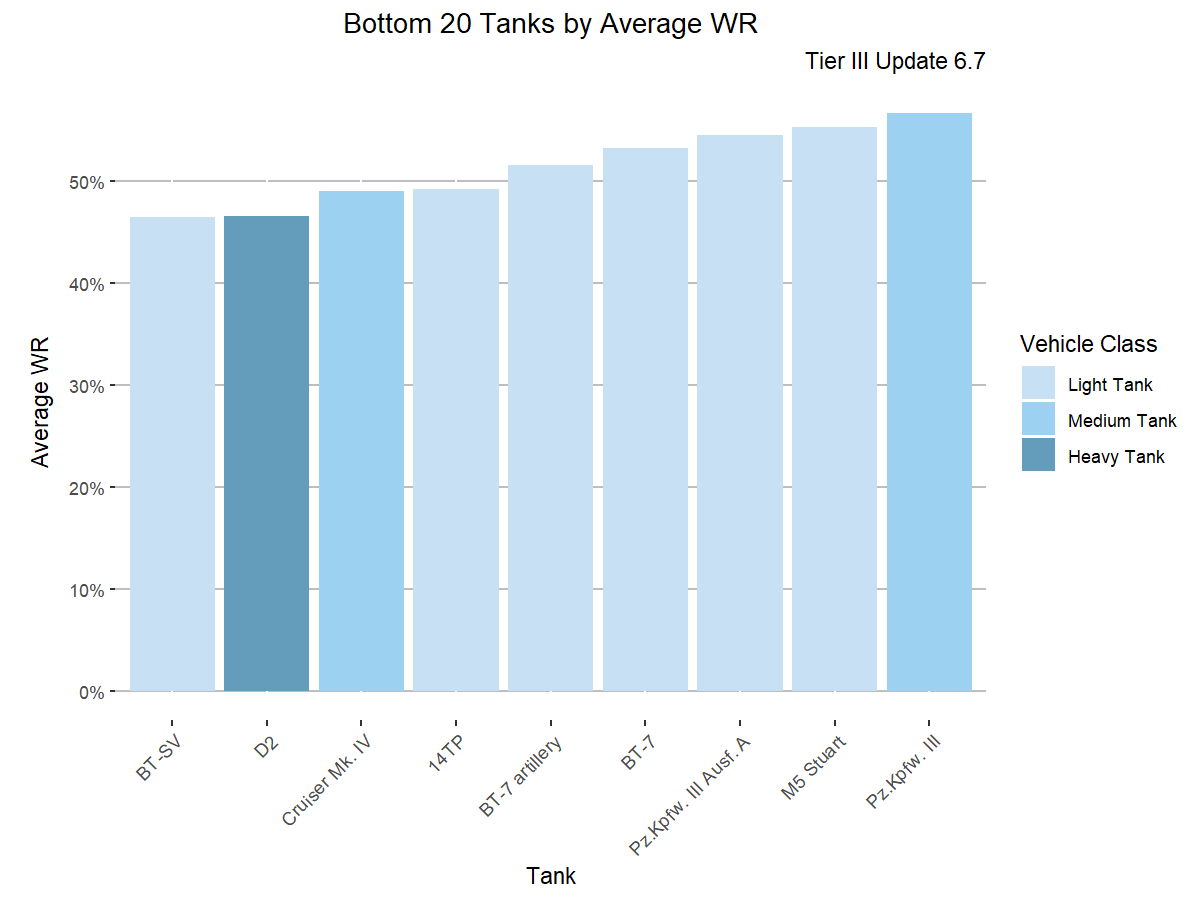 Bottom 20 Tanks by Average WR
Tier III Update 6.7
Average WR
50%
40%
30%
20%
10%
0%
BT-SV
D2
Cruiser Mk. IV
14TP
BT-7 artillery
BT-7
Pz.Kpfw. III Ausf. A
M5 Stuart
Pz.Kpfw. III
Tank
Vehicle Class
Light Tank
Medium Tank
Heavy Tank